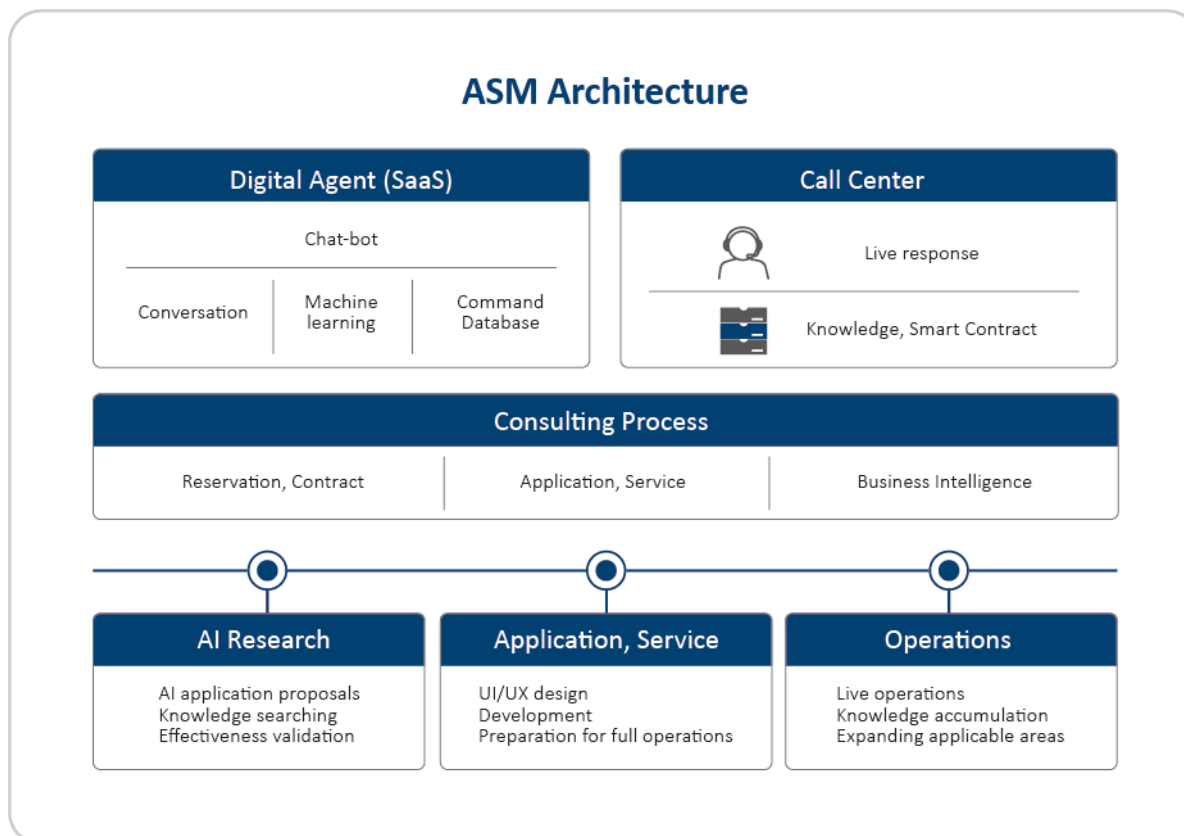 ASM Architecture
Digital Agent (SaaS)
Chat-bot
Conversation
Machine
learning
Command
Database
Call Center
Live response
Knowledge, Smart Contract
Consulting Process
Reservation, Contract
Application, Service
Business Intelligence
AI Research
AI application proposals
Knowledge searching
Effectiveness validation
Application, Service
UI/UX design
Development
Preparation for full operations
Operations
Live operations
Knowledge accumulation
Expanding applicable areas